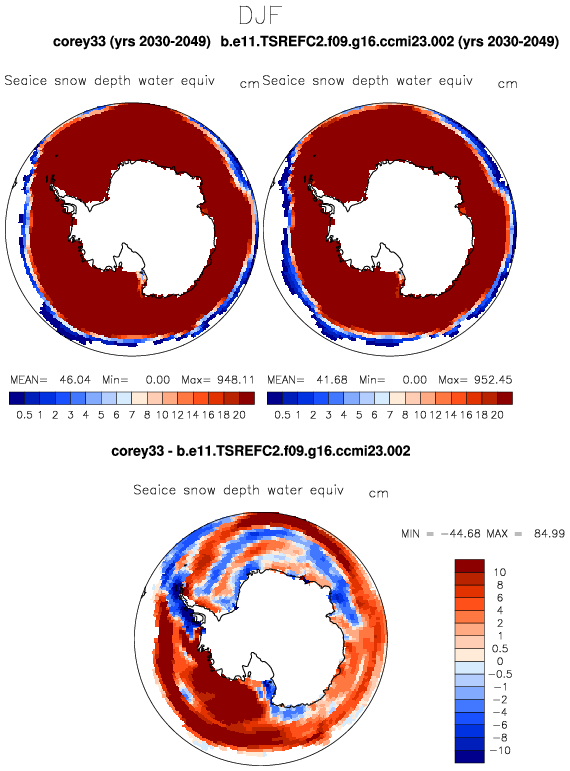 DJF
corey33 (yrs 2030-2049) b.e11.TSREFC2.f09.g16.ccmi23.002 (yrs 2030-2049)
Seaice snow depth water equiv cm Seaice snow depth water equiv cm
MEAN= 46.04 Min= 0.00 Max= 948.11 MEAN= 41.68 Min= 0.00 Max= 952.45
0.5 1 2 3 4 5 6 7 8 10 12 14 16 18 20 0.5 1 2 3 4 5 6 7 8 10 12 14 16 18 20
corey33 - b.e11.TSREFC2.f09.g16.ccmi23.002
Seaice snow depth water equiv cm
MIN = -44.68 MAX = 84.99
10
8
6
4
2
1
0.5
0
-0.5
-1
-2
-4
-6
-8
-10